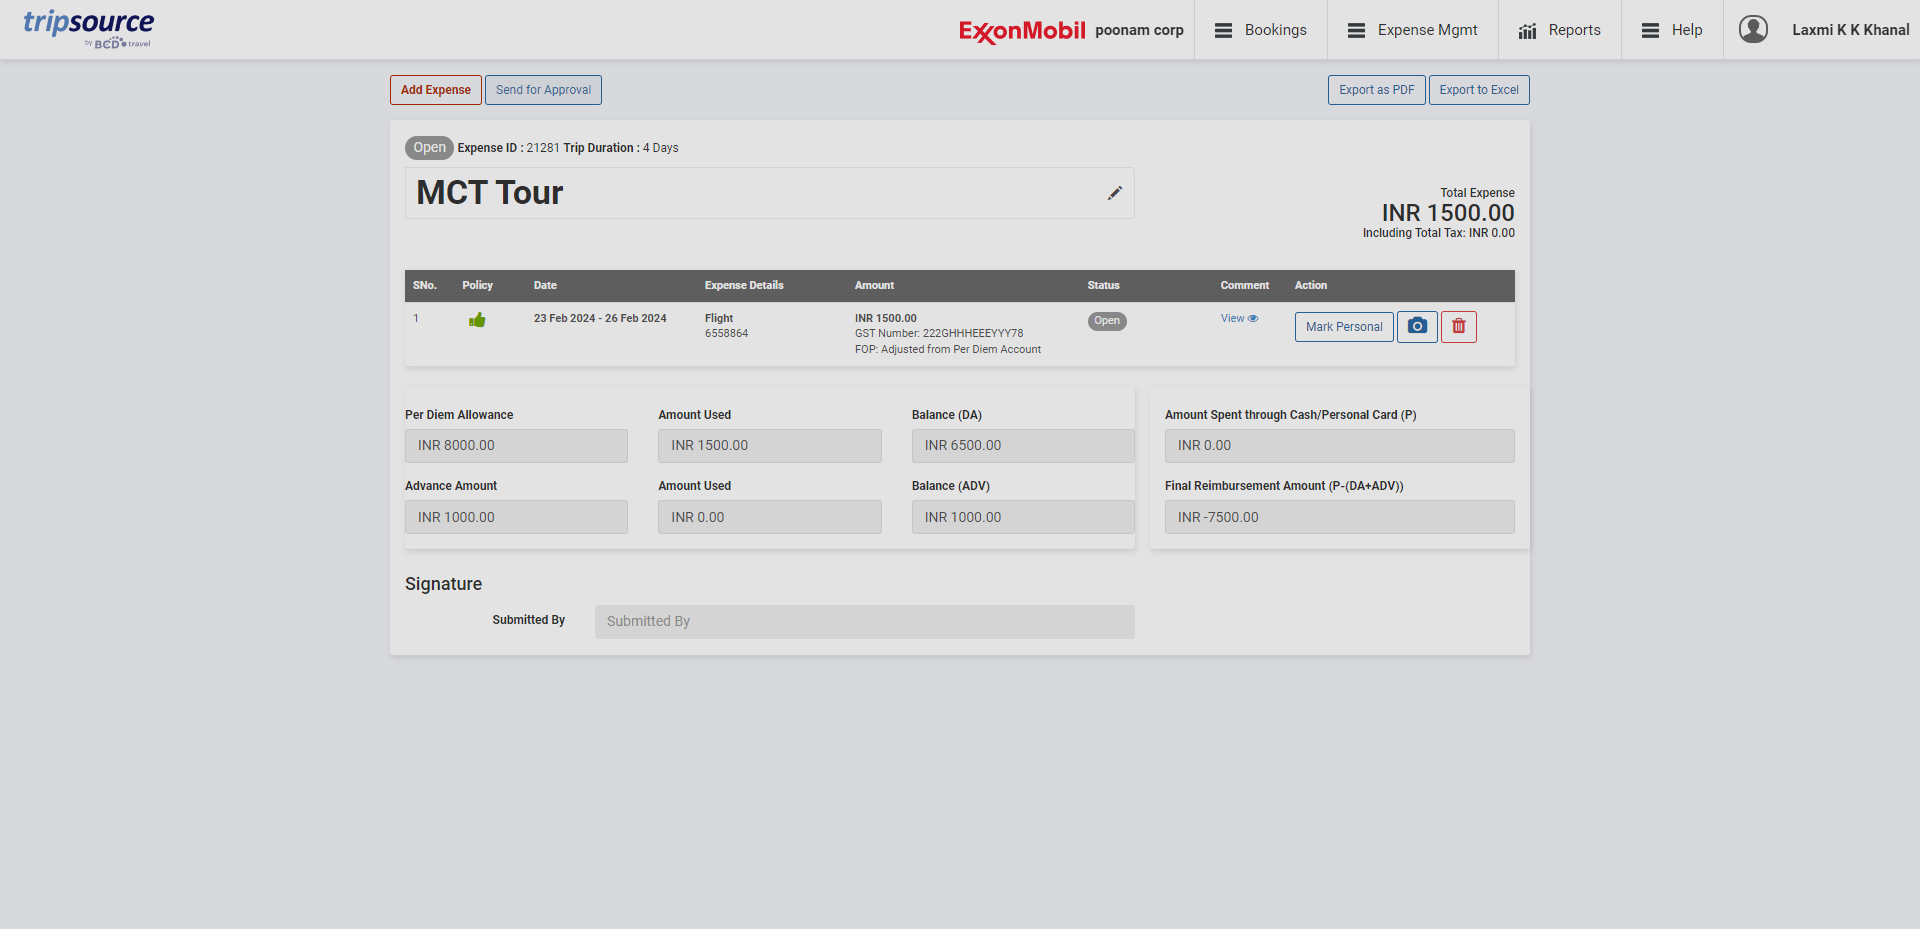 tripsource
by BCD travel
ExxonMobil poonam corp
Bookings
Expense Mgmt
Reports
Help
Laxmi K K Khanal
Add Expense
Send for Approval
Export as PDF
Export to Excel
Open Expense ID : 21281 Trip Duration : 4 Days
MCT Tour
Total Expense
INR 1500.00
Including Total Tax: INR 0.00
SNo. Policy Date Expense Details Amount Status Comment Action
1 23 Feb 2024 - 26 Feb 2024 Flight INR 1500.00 Open View Mark Personal
6558864 GST Number: 222GHHHEEEYYY78
FOP: Adjusted from Per Diem Account
Per Diem Allowance Amount Used Balance (DA)
INR 8000.00 INR 1500.00 INR 6500.00
Advance Amount Amount Used Balance (ADV)
INR 1000.00 INR 0.00 INR 1000.00
Amount Spent through Cash/Personal Card (P)
INR 0.00
Final Reimbursement Amount (P-(DA+ADV))
INR -7500.00
Signature
Submitted By Submitted By